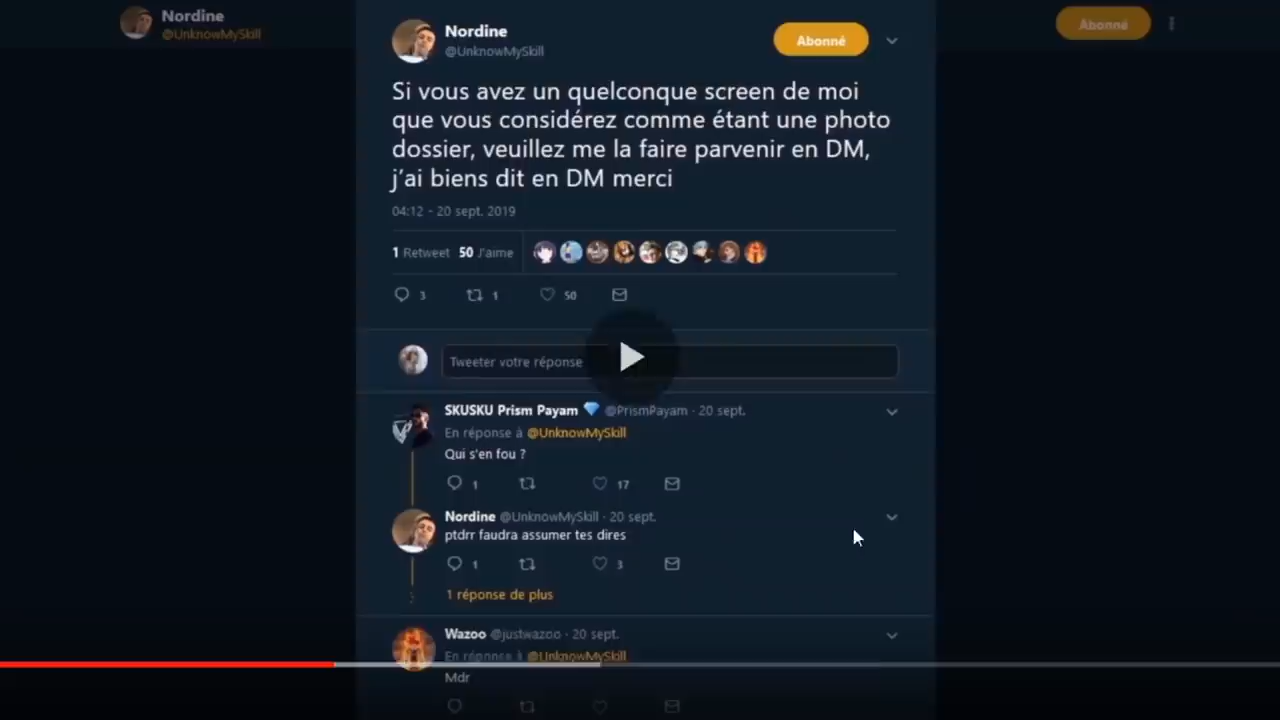 Nordine
@UnknowMySkill
Abonné
Nordine
@UnknowMySkill
Abonné
Si vous avez un quelconque screen de moi
que vous considérez comme étant une photo
dossier, veuillez me la faire parvenir en DM,
j'ai biens dit en DM merci
04:12 - 20 sept. 2019
1 Retweet 50 J'aime
3 1 50
Tweeter votre réponse
SKUSKU Prism Payam @PrismPayam · 20 sept.
En réponse à @UnknowMySkill
Qui s'en fou ?
1 17
Nordine @UnknowMySkill · 20 sept.
ptdrr faudra assumer tes dires
1 3
1 réponse de plus
Wazoo @justwazoo · 20 sept.
En réponse à @UnknowMySkill
Mdr